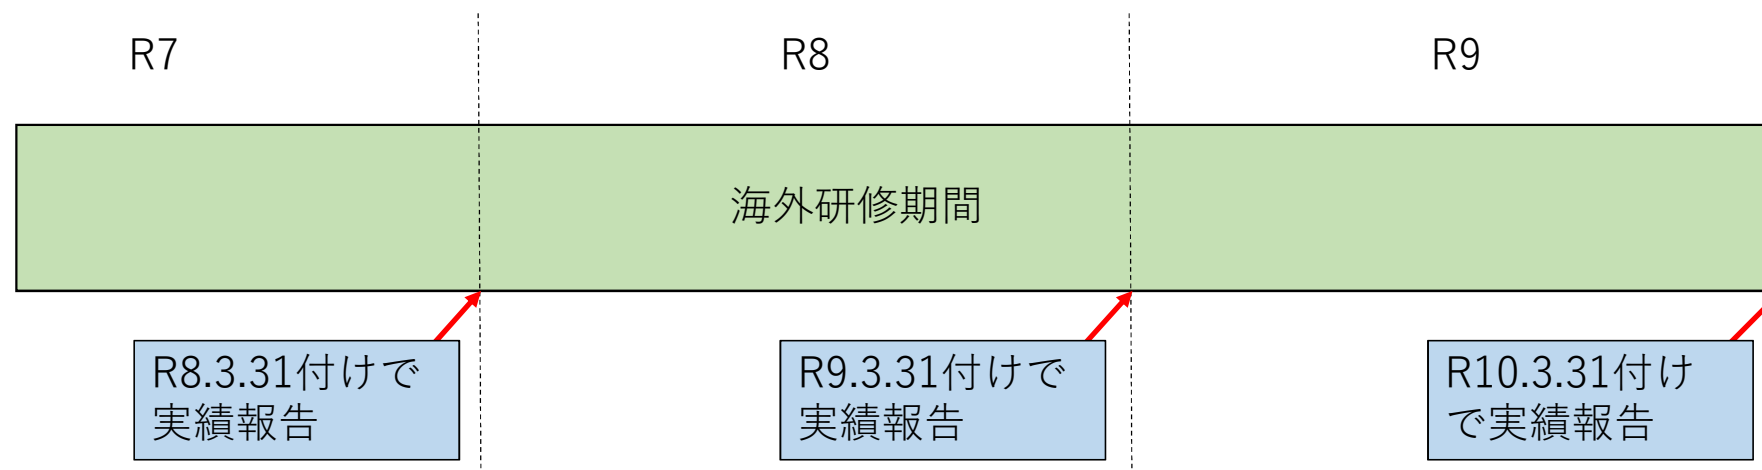 R7
R8
R9
海外研修期間
R8.3.31付けで
実績報告
R9.3.31付けで
実績報告
R10.3.31付け
で実績報告